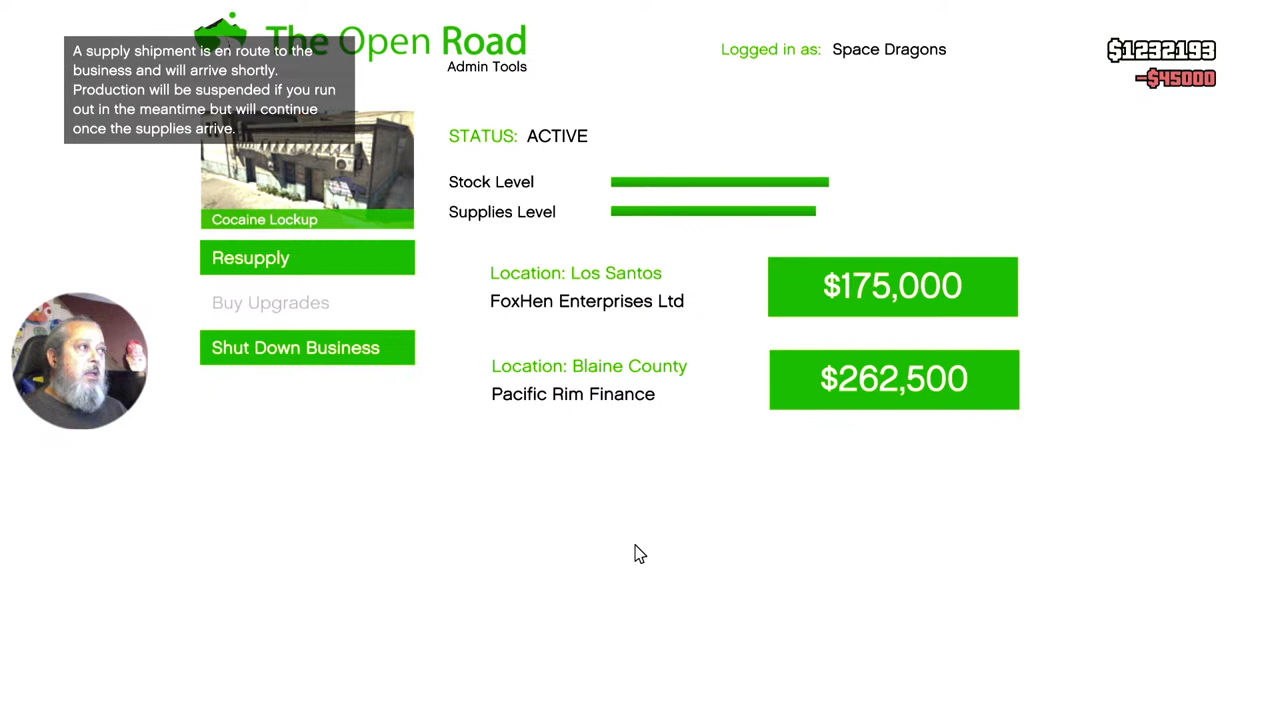 The Open Road
Admin Tools
A supply shipment is en route to the
business and will arrive shortly.
Production will be suspended if you run
out in the meantime but will continue
once the supplies arrive.
Logged in as: Space Dragons
$1232193
-$45000
Cocaine Lockup
Resupply
Buy Upgrades
Shut Down Business
STATUS: ACTIVE
Stock Level
Supplies Level
Location: Los Santos
FoxHen Enterprises Ltd
$175,000
Location: Blaine County
Pacific Rim Finance
$262,500